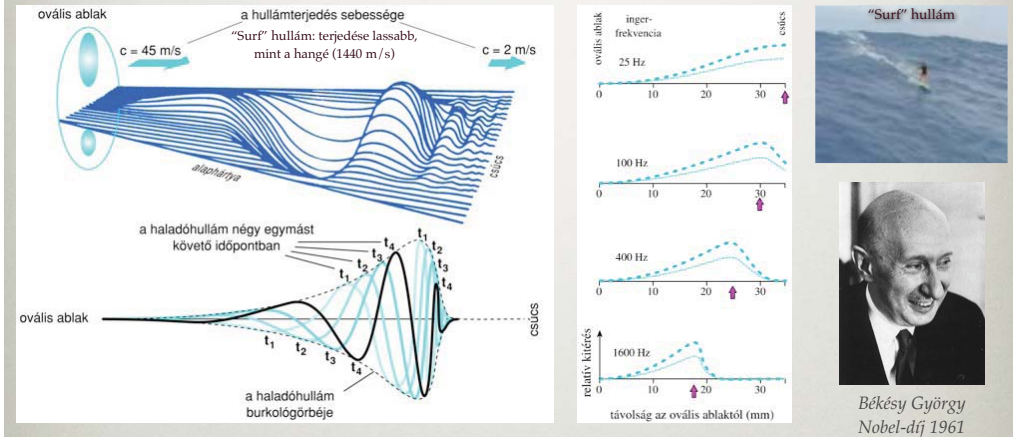 ovális ablak
a hullámterjedés sebessége
"Surf" hullám: terjedése lassabb,
mint a hangé (1440 m/s)
c = 45 m/s
c = 2 m/s
alaphártya
csúcs
a haladóhullám négy egymást
követő időpontban
t₁
t₂
t₃
t₄
t₁
t₂
t₃
t₄
t₁
t₂
t₃
t₄
ovális ablak
csúcs
a haladóhullám
burkológörbéje
ovális ablak
inger-
frekvencia
csúcs
25 Hz
0 10 20 30
100 Hz
0 10 20 30
400 Hz
0 10 20 30
relatív kitérés
1600 Hz
0 10 20 30
távolság az ovális ablaktól (mm)
"Surf" hullám
Békésy György
Nobel-díj 1961